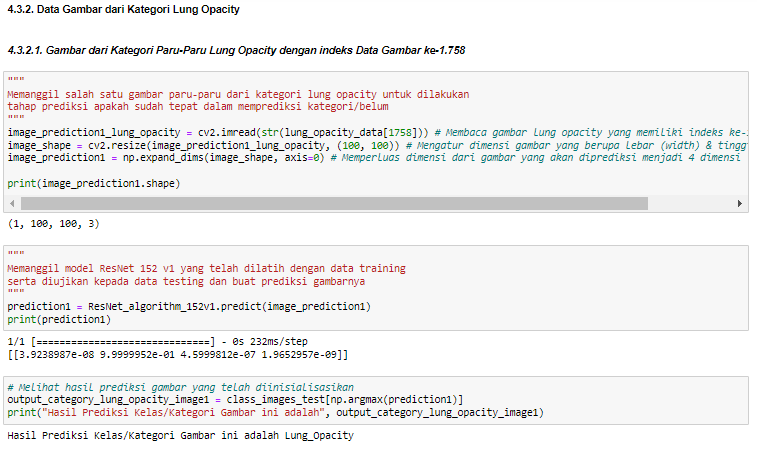 4.3.2. Data Gambar dari Kategori Lung Opacity
4.3.2.1. Gambar dari Kategori Paru-Paru Lung Opacity dengan indeks Data Gambar ke-1.758
"""
Memanggil salah satu gambar paru-paru dari kategori lung opacity untuk dilakukan
tahap prediksi apakah sudah tepat dalam memprediksi kategori/belum
"""
image_prediction1_lung_opacity = cv2.imread(str(lung_opacity_data[1758])) # Membaca gambar lung opacity yang memiliki indeks ke-
image_shape = cv2.resize(image_prediction1_lung_opacity, (100, 100)) # Mengatur dimensi gambar yang berupa lebar (width) & tingg
image_prediction1 = np.expand_dims(image_shape, axis=0) # Memperluas dimensi dari gambar yang akan diprediksi menjadi 4 dimensi
print(image_prediction1.shape)
(1, 100, 100, 3)
"""
Memanggil model ResNet 152 v1 yang telah dilatih dengan data training
serta diujikan kepada data testing dan buat prediksi gambarnya
"""
prediction1 = ResNet_algorithm_152v1.predict(image_prediction1)
print(prediction1)
1/1 [==============================] - 0s 232ms/step
[[3.9238987e-08 9.9999952e-01 4.5999812e-07 1.9652957e-09]]
# Melihat hasil prediksi gambar yang telah diinisialisasikan
output_category_lung_opacity_image1 = class_images_test[np.argmax(prediction1)]
print("Hasil Prediksi Kelas/Kategori Gambar ini adalah", output_category_lung_opacity_image1)
Hasil Prediksi Kelas/Kategori Gambar ini adalah Lung_Opacity